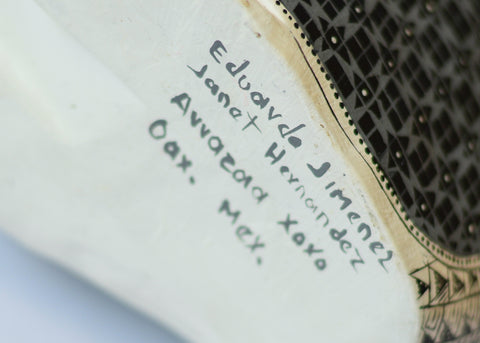 Eduardo Jimenez
Janet Hernandez
Arrazola xoxo
Oax. Mex.